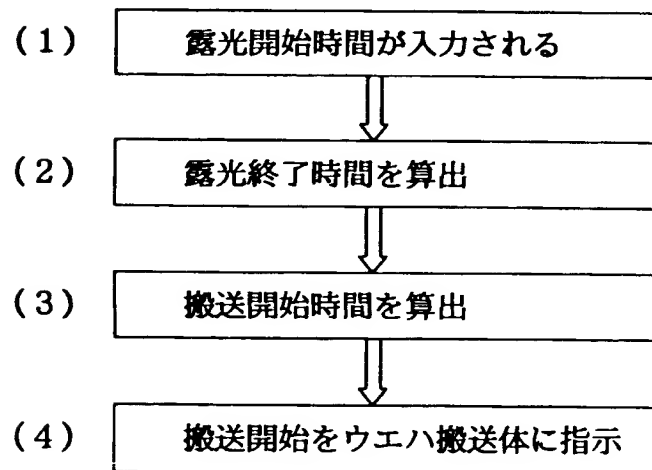 (1) 露光開始時間が入力される
(2) 露光終了時間を算出
(3) 搬送開始時間を算出
(4) 搬送開始をウエハ搬送体に指示